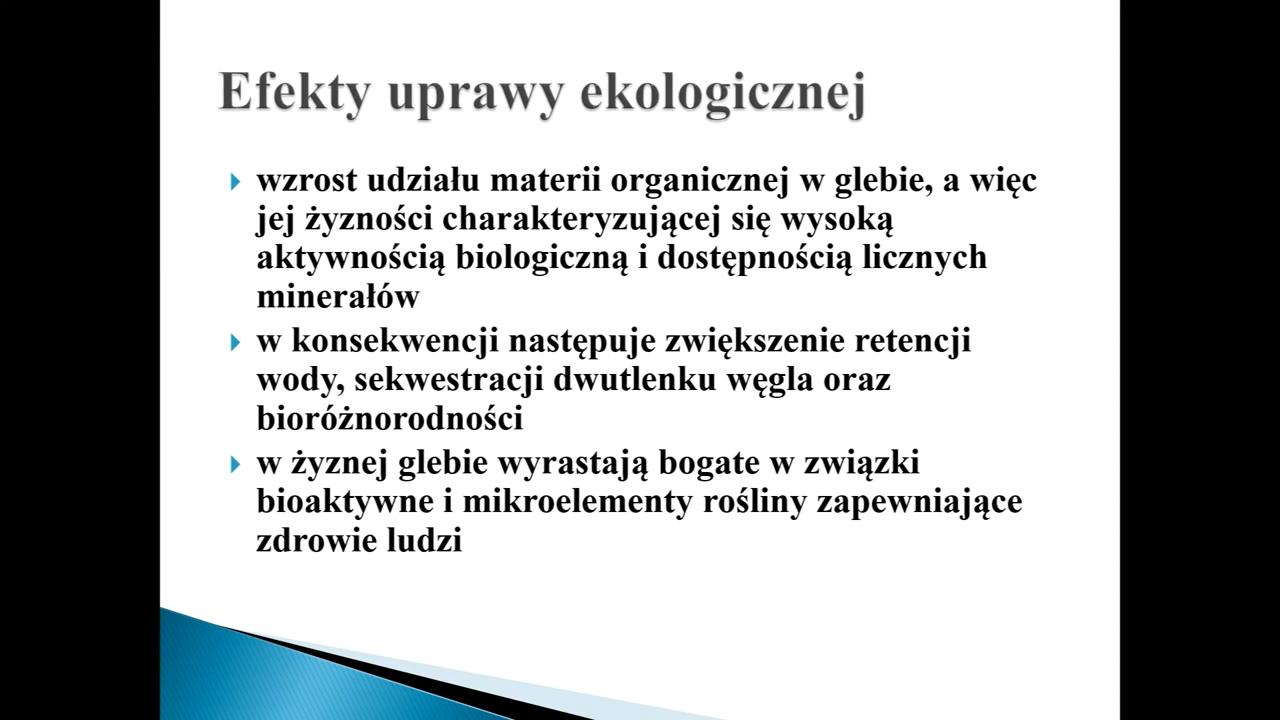 Efekty uprawy ekologicznej
wzrost udziału materii organicznej w glebie, a więc
jej żyzności charakteryzującej się wysoką
aktywnością biologiczną i dostępnością licznych
minerałów
w konsekwencji następuje zwiększenie retencji
wody, sekwestracji dwutlenku węgla oraz
bioróżnorodności
w żyznej glebie wyrastają bogate w związki
bioaktywne i mikroelementy rośliny zapewniające
zdrowie ludzi